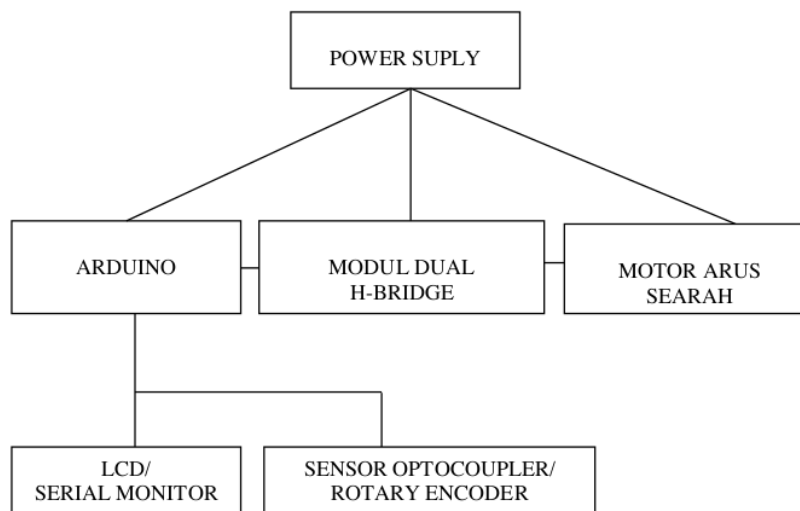 POWER SUPLY
ARDUINO
MODUL DUAL
H-BRIDGE
MOTOR ARUS
SEARAH
LCD/
SERIAL MONITOR
SENSOR OPTOCOUPLER/
ROTARY ENCODER